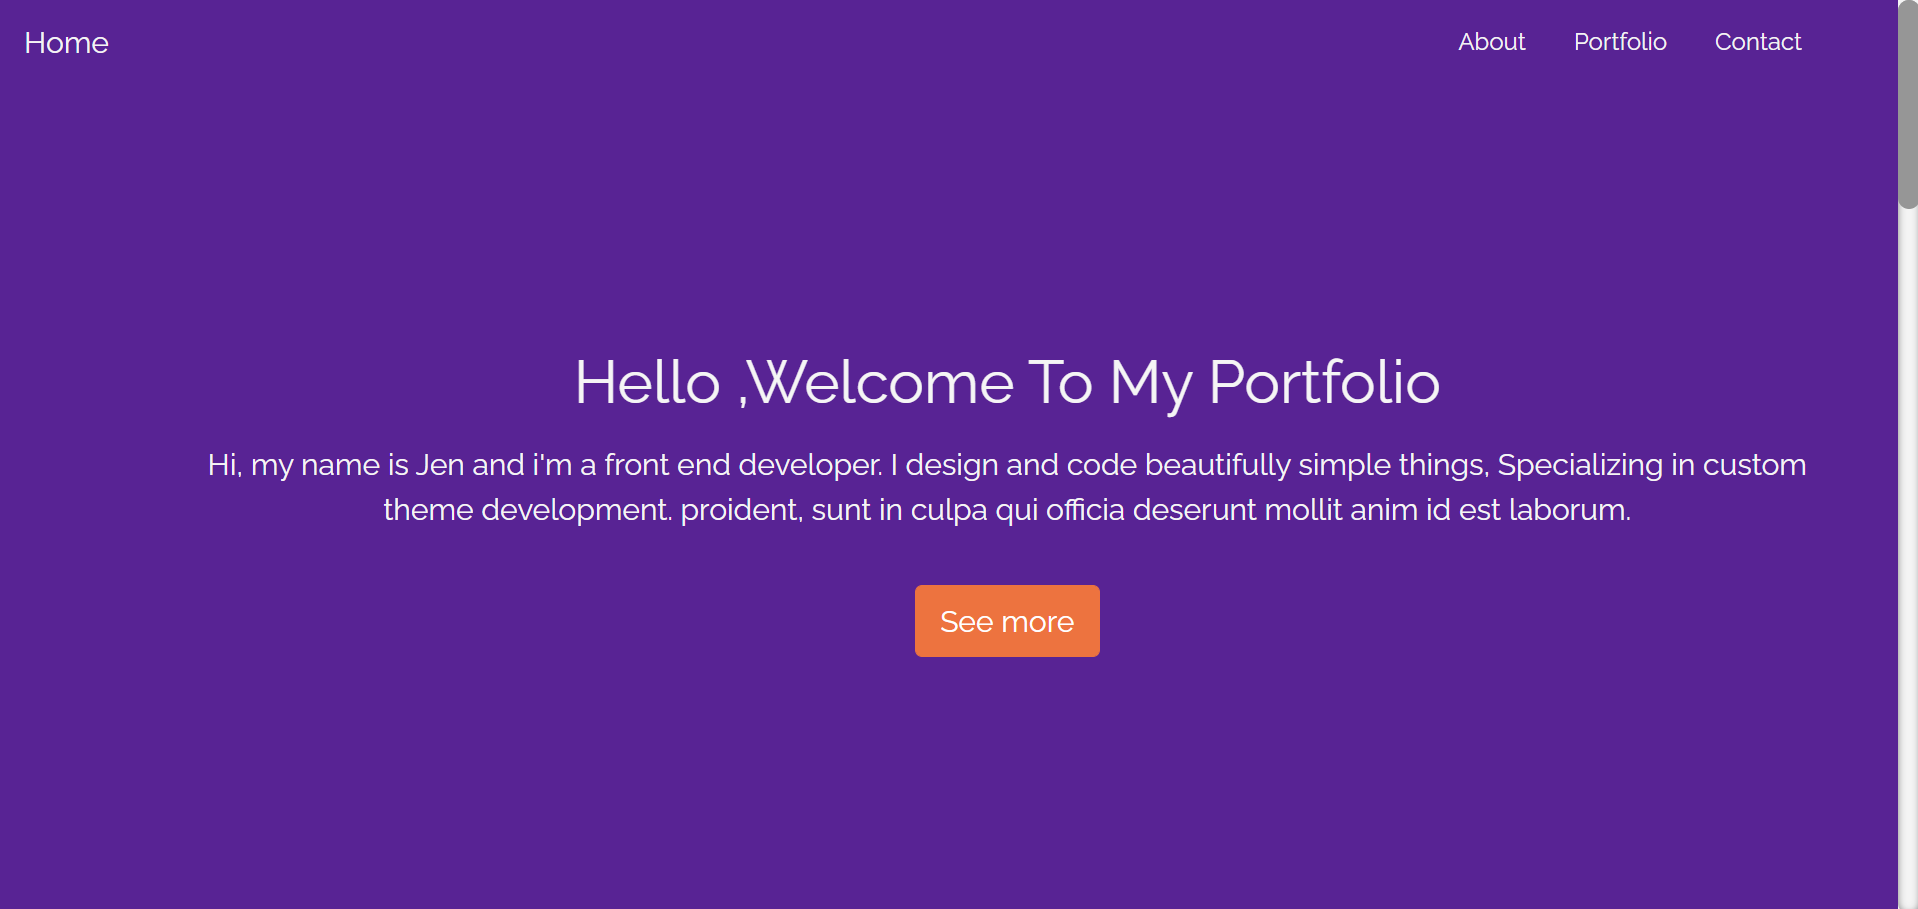 Home
About Portfolio Contact
Hello ,Welcome To My Portfolio
Hi, my name is Jen and i'm a front end developer. I design and code beautifully simple things, Specializing in custom
theme development. proident, sunt in culpa qui officia deserunt mollit anim id est laborum.
See more